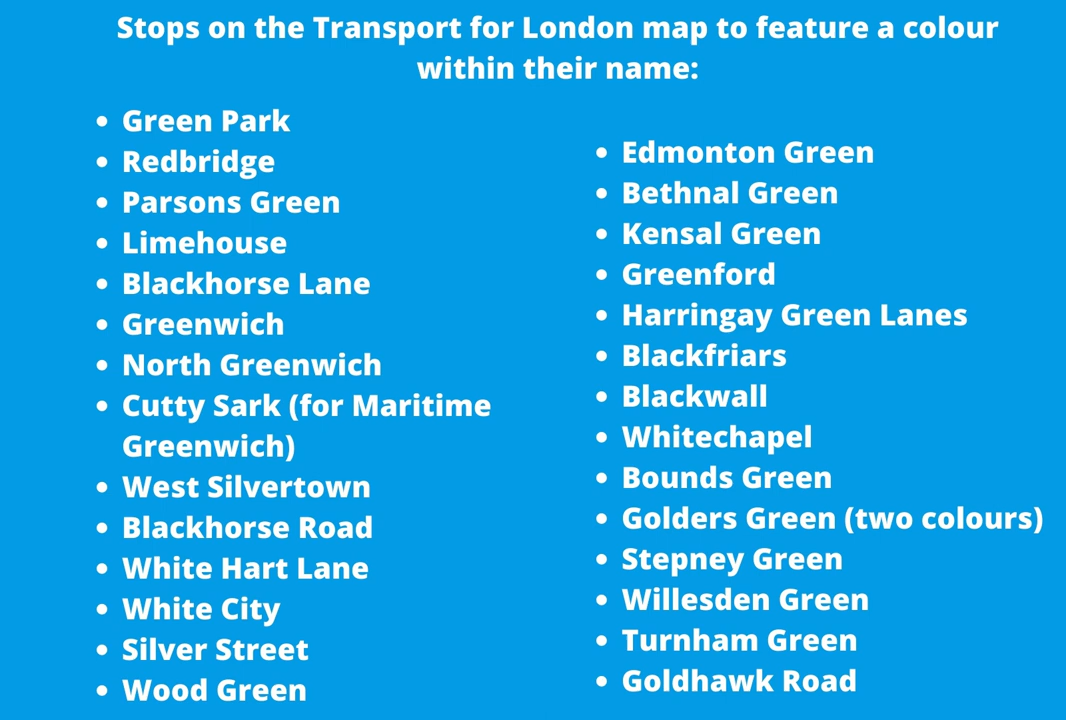 Stops on the Transport for London map to feature a colour
within their name:
• Green Park
• Redbridge
• Parsons Green
• Limehouse
• Blackhorse Lane
• Greenwich
• North Greenwich
• Cutty Sark (for Maritime
Greenwich)
• West Silvertown
• Blackhorse Road
• White Hart Lane
• White City
• Silver Street
• Wood Green
• Edmonton Green
• Bethnal Green
• Kensal Green
• Greenford
• Harringay Green Lanes
• Blackfriars
• Blackwall
• Whitechapel
• Bounds Green
• Golders Green (two colours)
• Stepney Green
• Willesden Green
• Turnham Green
• Goldhawk Road